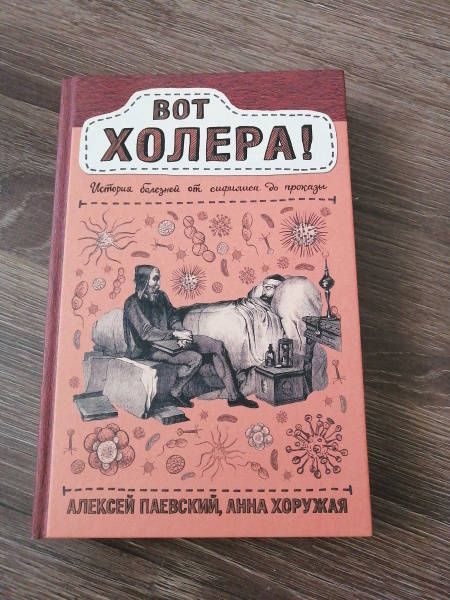 ВОТ
ХОЛЕРА!
История болезней от сифилиса до проказы
АЛЕКСЕЙ ПАЕВСКИЙ, АННА ХОРУЖАЯ